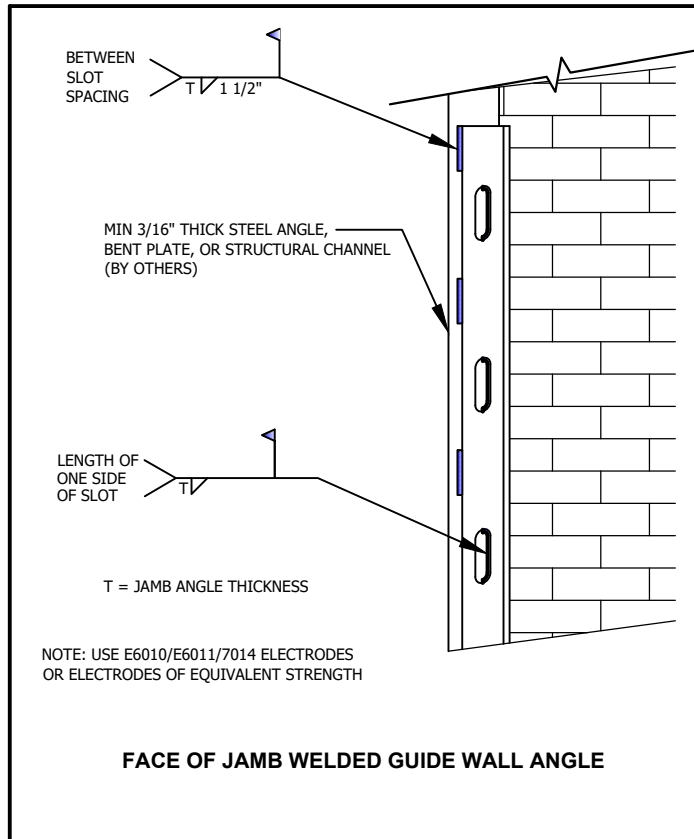 BETWEEN
SLOT
SPACING
T 1 1/2"
MIN 3/16" THICK STEEL ANGLE,
BENT PLATE, OR STRUCTURAL CHANNEL
(BY OTHERS)
LENGTH OF
ONE SIDE
OF SLOT
T
T = JAMB ANGLE THICKNESS
NOTE: USE E6010/E6011/7014 ELECTRODES
OR ELECTRODES OF EQUIVALENT STRENGTH
FACE OF JAMB WELDED GUIDE WALL ANGLE